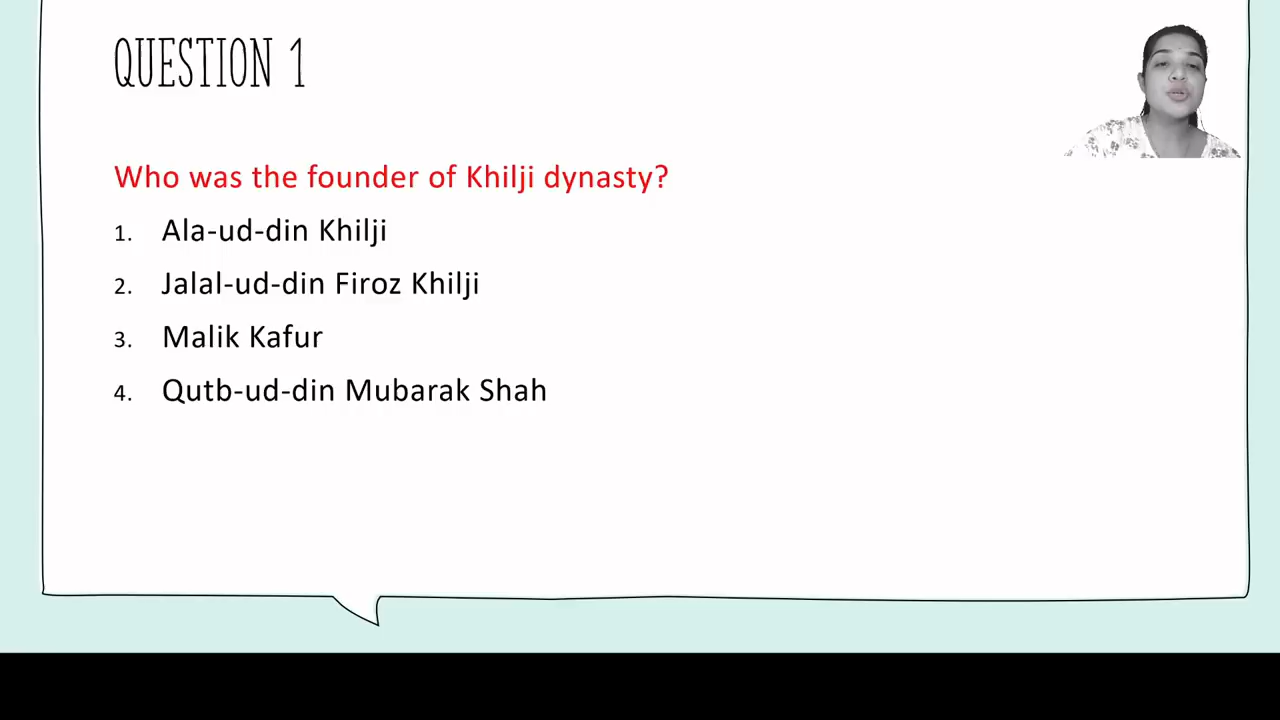 QUESTION 1
Who was the founder of Khilji dynasty?
1. Ala-ud-din Khilji
2. Jalal-ud-din Firoz Khilji
3. Malik Kafur
4. Qutb-ud-din Mubarak Shah